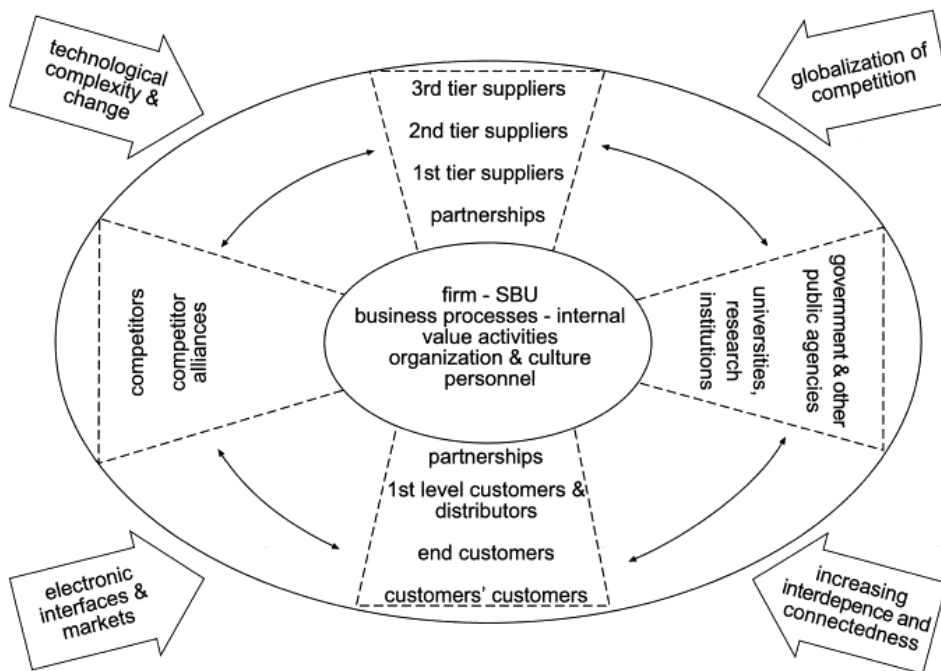 technological
complexity &
change
globalization of
competition
3rd tier suppliers
2nd tier suppliers
1st tier suppliers
partnerships
competitors
competitor
alliances
firm - SBU
business processes - internal
value activities
organization & culture
personnel
universities,
research
institutions
government & other
public agencies
partnerships
1st level customers &
distributors
end customers
customers' customers
electronic
interfaces &
markets
increasing
interdepence and
connectedness